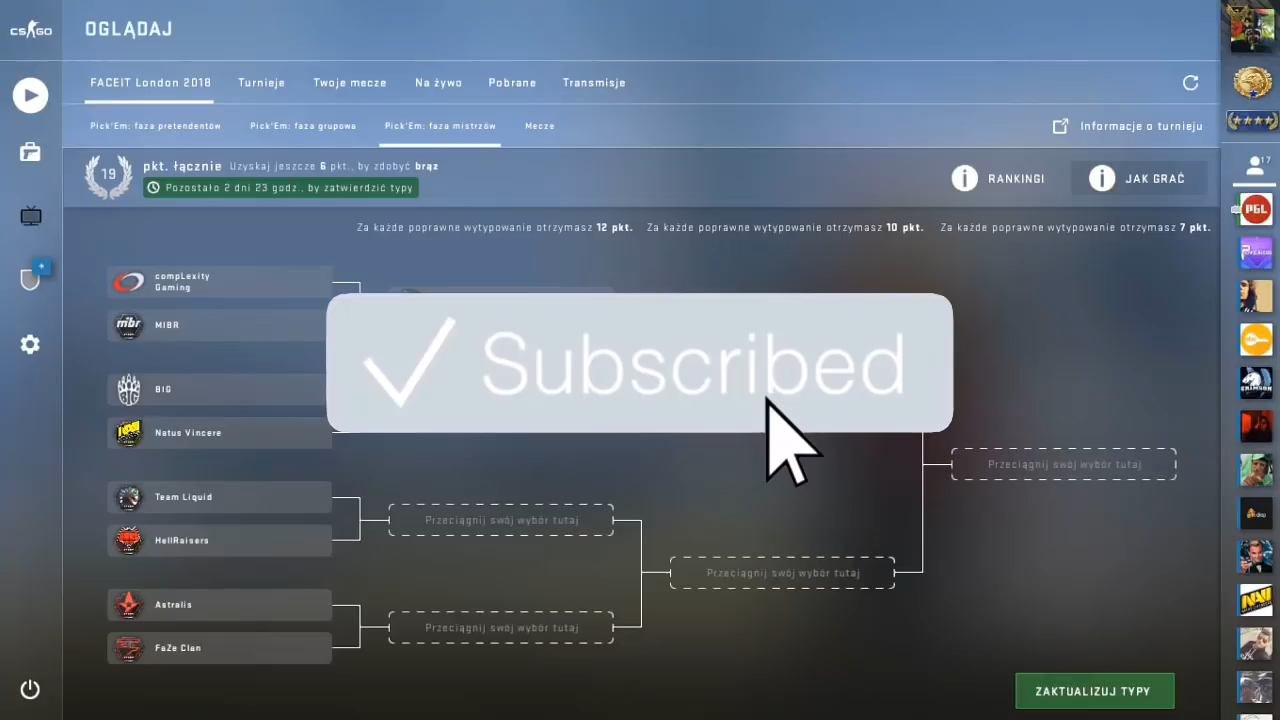 CS GO
OGLĄDAJ
FACEIT London 2018
Turnieje
Twoje mecze
Na żywo
Pobrane
Transmisje
Pick'Em: faza pretendentów
Pick'Em: faza grupowa
Pick'Em: faza mistrzów
Mecze
Informacje o turnieju
19
pkt. łącznie Uzyskaj jeszcze 6 pkt., by zdobyć brąz
Pozostało 2 dni 23 godz., by zatwierdzić typy
RANKINGI
JAK GRAĆ
17
Za każde poprawne wytypowanie otrzymasz 12 pkt.
Za każde poprawne wytypowanie otrzymasz 10 pkt.
Za każde poprawne wytypowanie otrzymasz 7 pkt.
compLexity
Gaming
mibr
MIBR
BIG
Natus Vincere
Subscribed
Przeciągnij swój wybór tutaj
Team Liquid
HellRaisers
Przeciągnij swój wybór tutaj
Przeciągnij swój wybór tutaj
Astralis
FaZe Clan
Przeciągnij swój wybór tutaj
ZAKTUALIZUJ TYPY
PGL